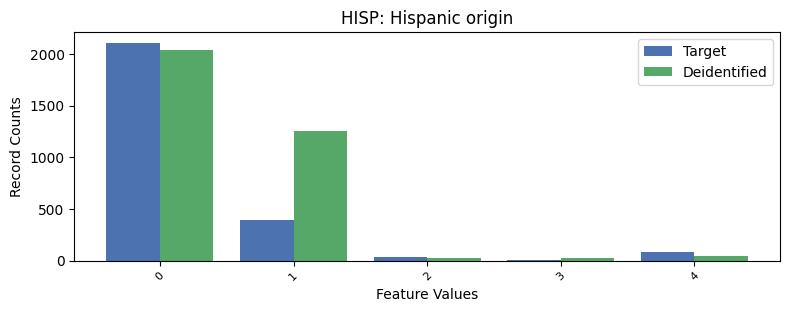 HISP: Hispanic origin
Target
Deidentified
Record Counts
2000
1500
1000
500
0
0 1 2 3 4
Feature Values